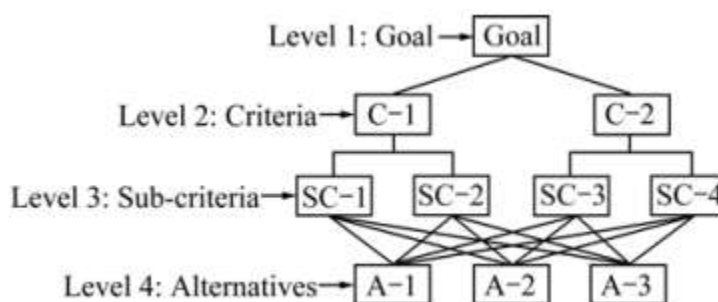 Level 1: Goal Goal
Level 2: Criteria C-1 C-2
Level 3: Sub-criteria SC-1 SC-2 SC-3 SC-4
Level 4: Alternatives A-1 A-2 A-3